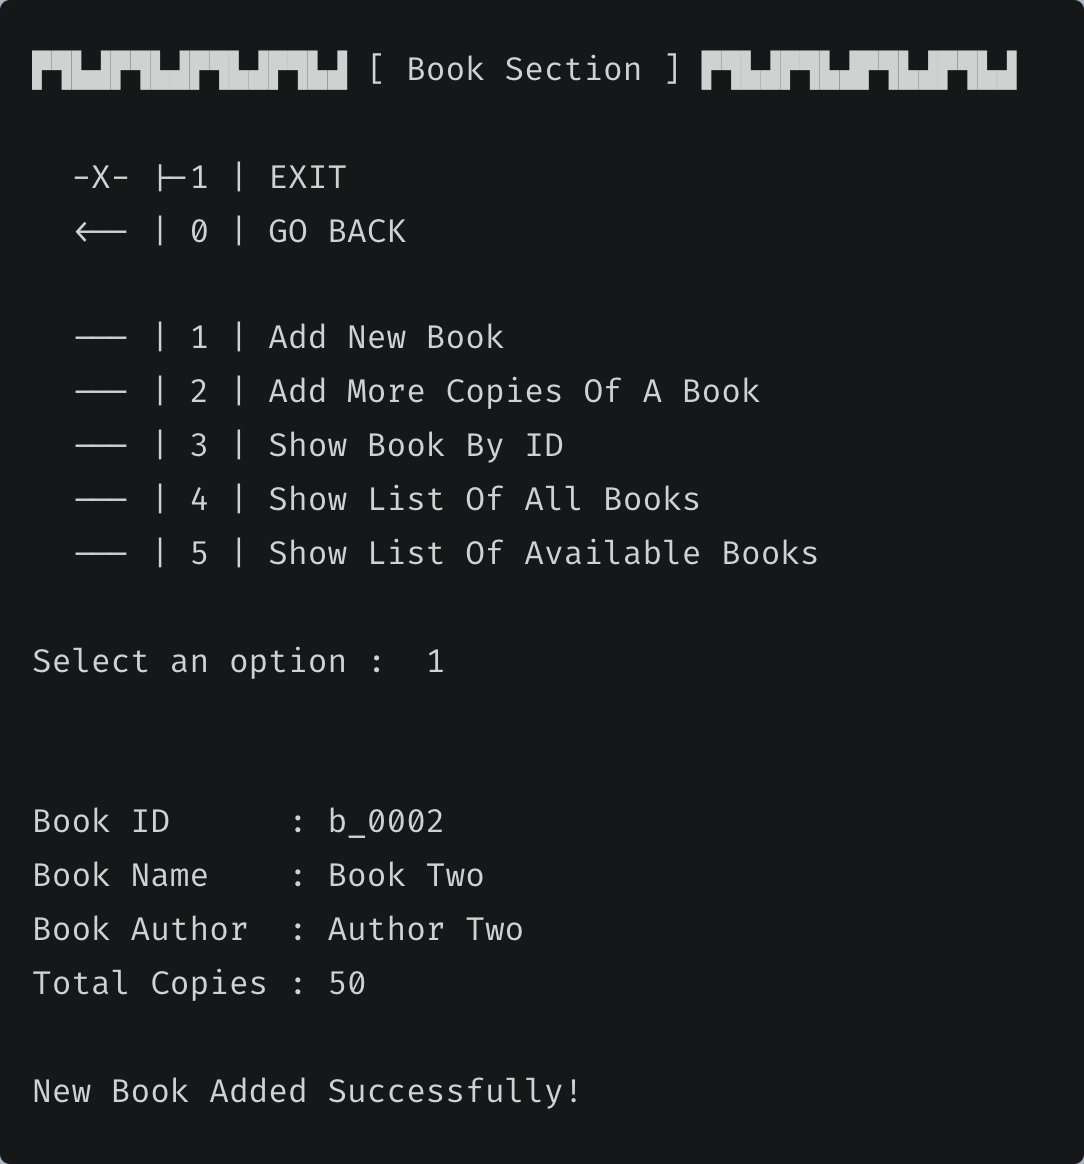 [ Book Section ]
-X- |-1 | EXIT
<-- | 0 | GO BACK
--- | 1 | Add New Book
--- | 2 | Add More Copies Of A Book
--- | 3 | Show Book By ID
--- | 4 | Show List Of All Books
--- | 5 | Show List Of Available Books
Select an option :  1
Book ID      : b_0002
Book Name    : Book Two
Book Author  : Author Two
Total Copies : 50
New Book Added Successfully!